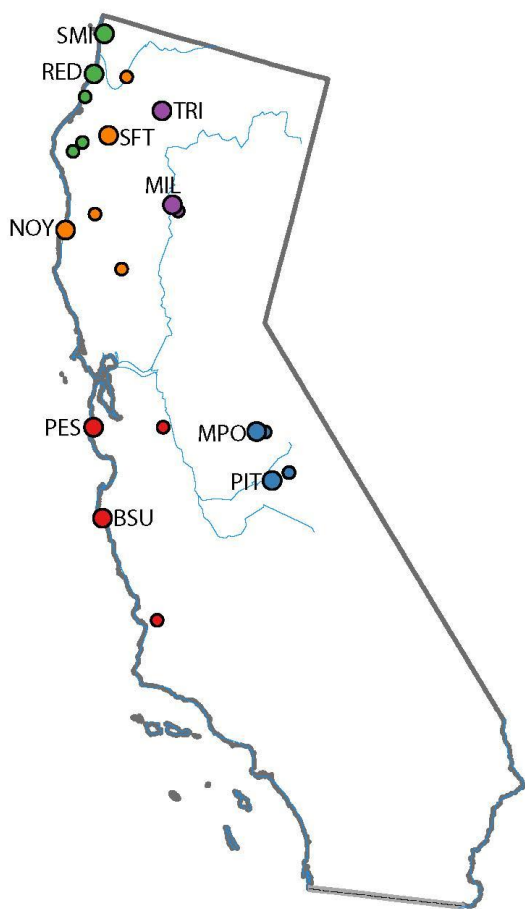 SMI
RED
TRI
SFT
MIL
NOY
PES
MPO
PIT
BSU